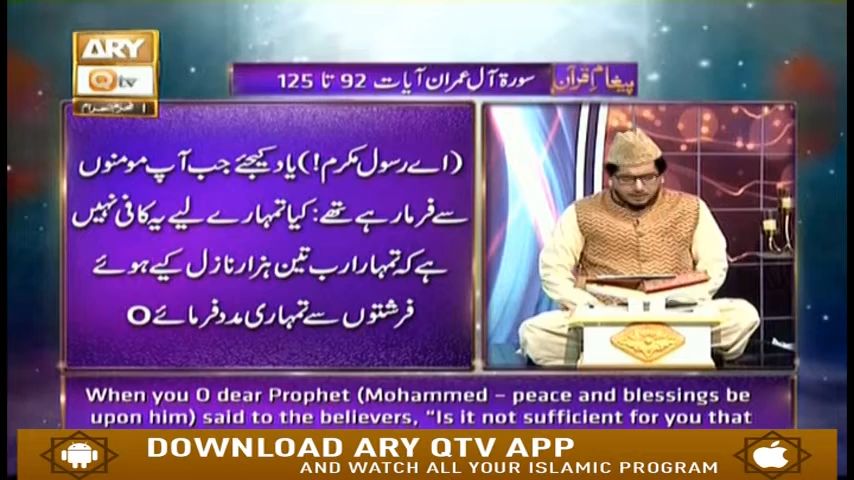 ARY
Qtv
پیغامِ قرآن
سورۃ آل عمران آیات 92 تا 125
(اے رسول مکرم!) یاد کیجئے جب آپ مومنوں
سے فرما رہے تھے: کیا تمہارے لیے یہ کافی نہیں
ہے کہ تمہارا رب تین ہزار نازل کیے ہوئے
فرشتوں سے تمہاری مدد فرمائے O
When you O dear Prophet (Mohammed – peace and blessings be
upon him) said to the believers, “Is it not sufficient for you that
DOWNLOAD ARY QTV APP
AND WATCH ALL YOUR ISLAMIC PROGRAM